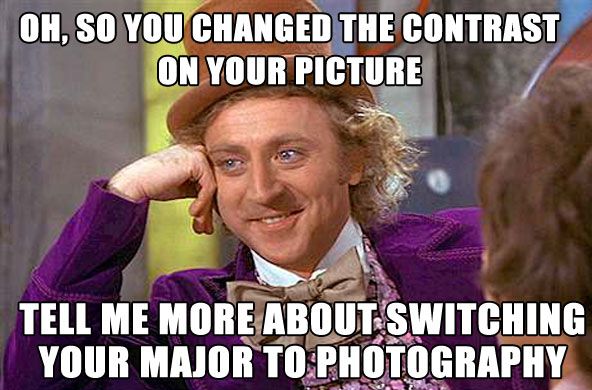 OH, SO YOU CHANGED THE CONTRAST
ON YOUR PICTURE
TELL ME MORE ABOUT SWITCHING
YOUR MAJOR TO PHOTOGRAPHY